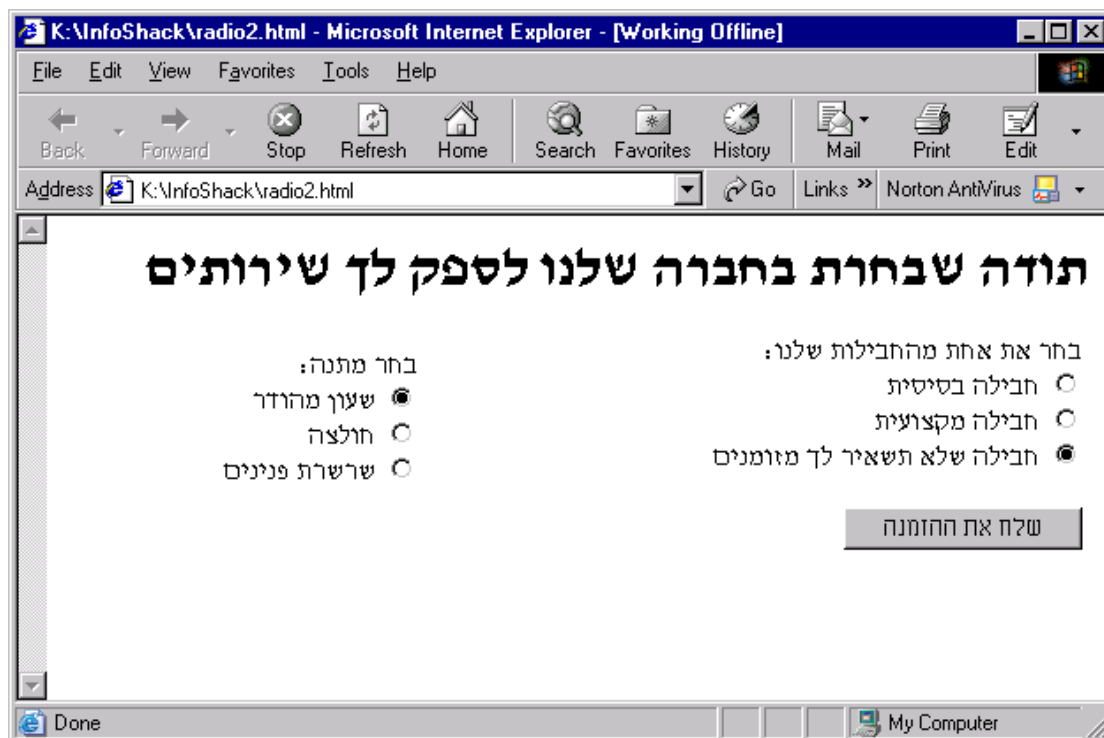 K:\InfoShack\radio2.html - Microsoft Internet Explorer - [Working Offline]
File Edit View Favorites Tools Help
Back Forward Stop Refresh Home Search Favorites History Mail Print Edit
Address K:\InfoShack\radio2.html Go Links » Norton AntiVirus
תודה שבחרת בחברה שלנו לספק לך שירותים
בחר את אחת מהחבילות שלנו:
חבילה בסיסית
חבילה מקצועית
חבילה שלא תשאיר לך מזומנים
בחר מתנה:
שעון מהודר
חולצה
שרשרת פנינים
שלח את ההזמנה
Done My Computer